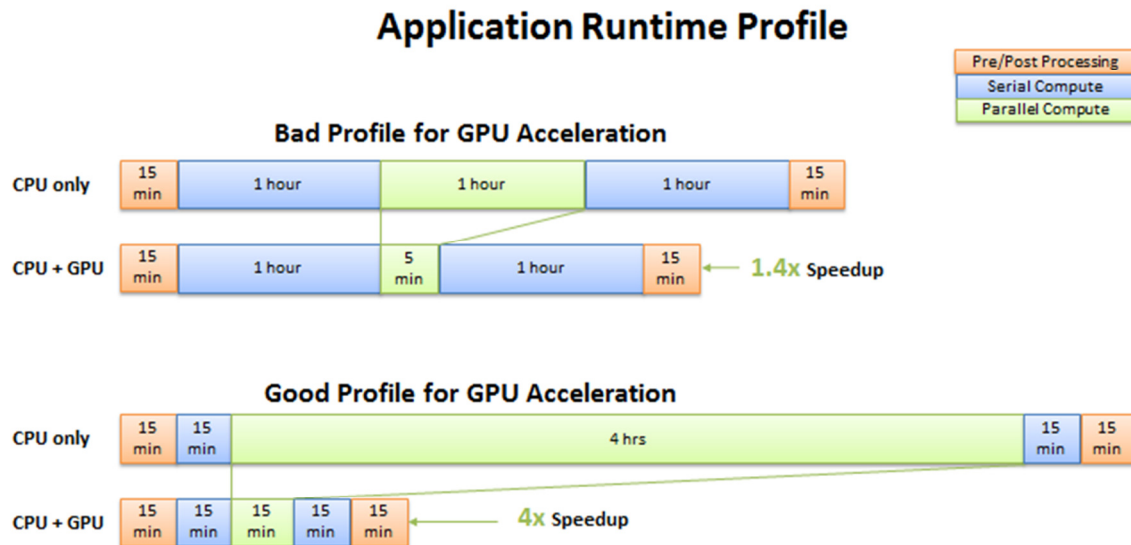 Application Runtime Profile
Pre/Post Processing
Serial Compute
Parallel Compute
Bad Profile for GPU Acceleration
CPU only
15
min
1 hour
1 hour
1 hour
15
min
CPU + GPU
15
min
1 hour
5
min
1 hour
15
min
1.4x Speedup
Good Profile for GPU Acceleration
CPU only
15
min
15
min
4 hrs
15
min
15
min
CPU + GPU
15
min
15
min
15
min
15
min
15
min
4x Speedup